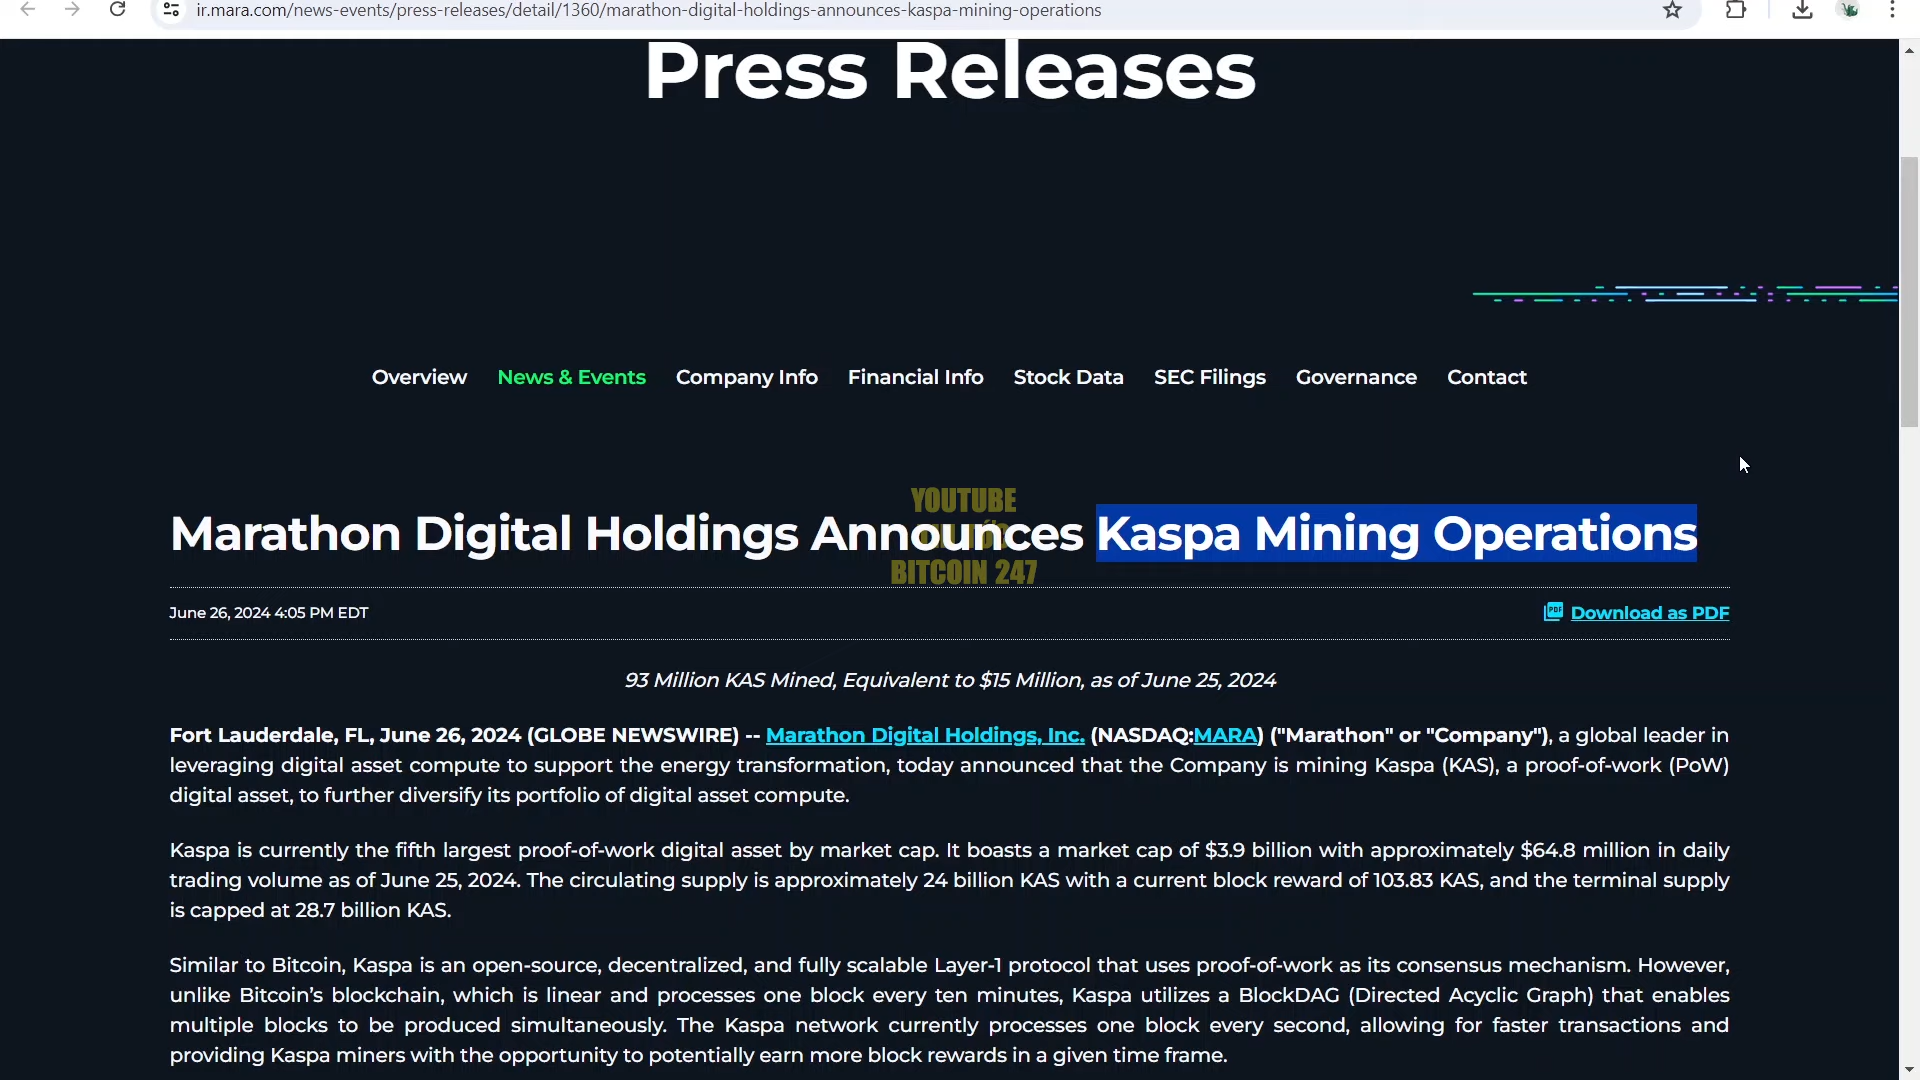 ir.mara.com/news-events/press-releases/detail/1360/marathon-digital-holdings-announces-kaspa-mining-operations
Press Releases
Overview News & Events Company Info Financial Info Stock Data SEC Filings Governance Contact
YOUTUBE
Marathon Digital Holdings Announces Kaspa Mining Operations
BITCOIN 247
June 26, 2024 4:05 PM EDT
PDF Download as PDF
93 Million KAS Mined, Equivalent to $15 Million, as of June 25, 2024
Fort Lauderdale, FL, June 26, 2024 (GLOBE NEWSWIRE) -- Marathon Digital Holdings, Inc. (NASDAQ:MARA) ("Marathon" or "Company"), a global leader in
leveraging digital asset compute to support the energy transformation, today announced that the Company is mining Kaspa (KAS), a proof-of-work (PoW)
digital asset, to further diversify its portfolio of digital asset compute.
Kaspa is currently the fifth largest proof-of-work digital asset by market cap. It boasts a market cap of $3.9 billion with approximately $64.8 million in daily
trading volume as of June 25, 2024. The circulating supply is approximately 24 billion KAS with a current block reward of 103.83 KAS, and the terminal supply
is capped at 28.7 billion KAS.
Similar to Bitcoin, Kaspa is an open-source, decentralized, and fully scalable Layer-1 protocol that uses proof-of-work as its consensus mechanism. However,
unlike Bitcoin’s blockchain, which is linear and processes one block every ten minutes, Kaspa utilizes a BlockDAG (Directed Acyclic Graph) that enables
multiple blocks to be produced simultaneously. The Kaspa network currently processes one block every second, allowing for faster transactions and
providing Kaspa miners with the opportunity to potentially earn more block rewards in a given time frame.